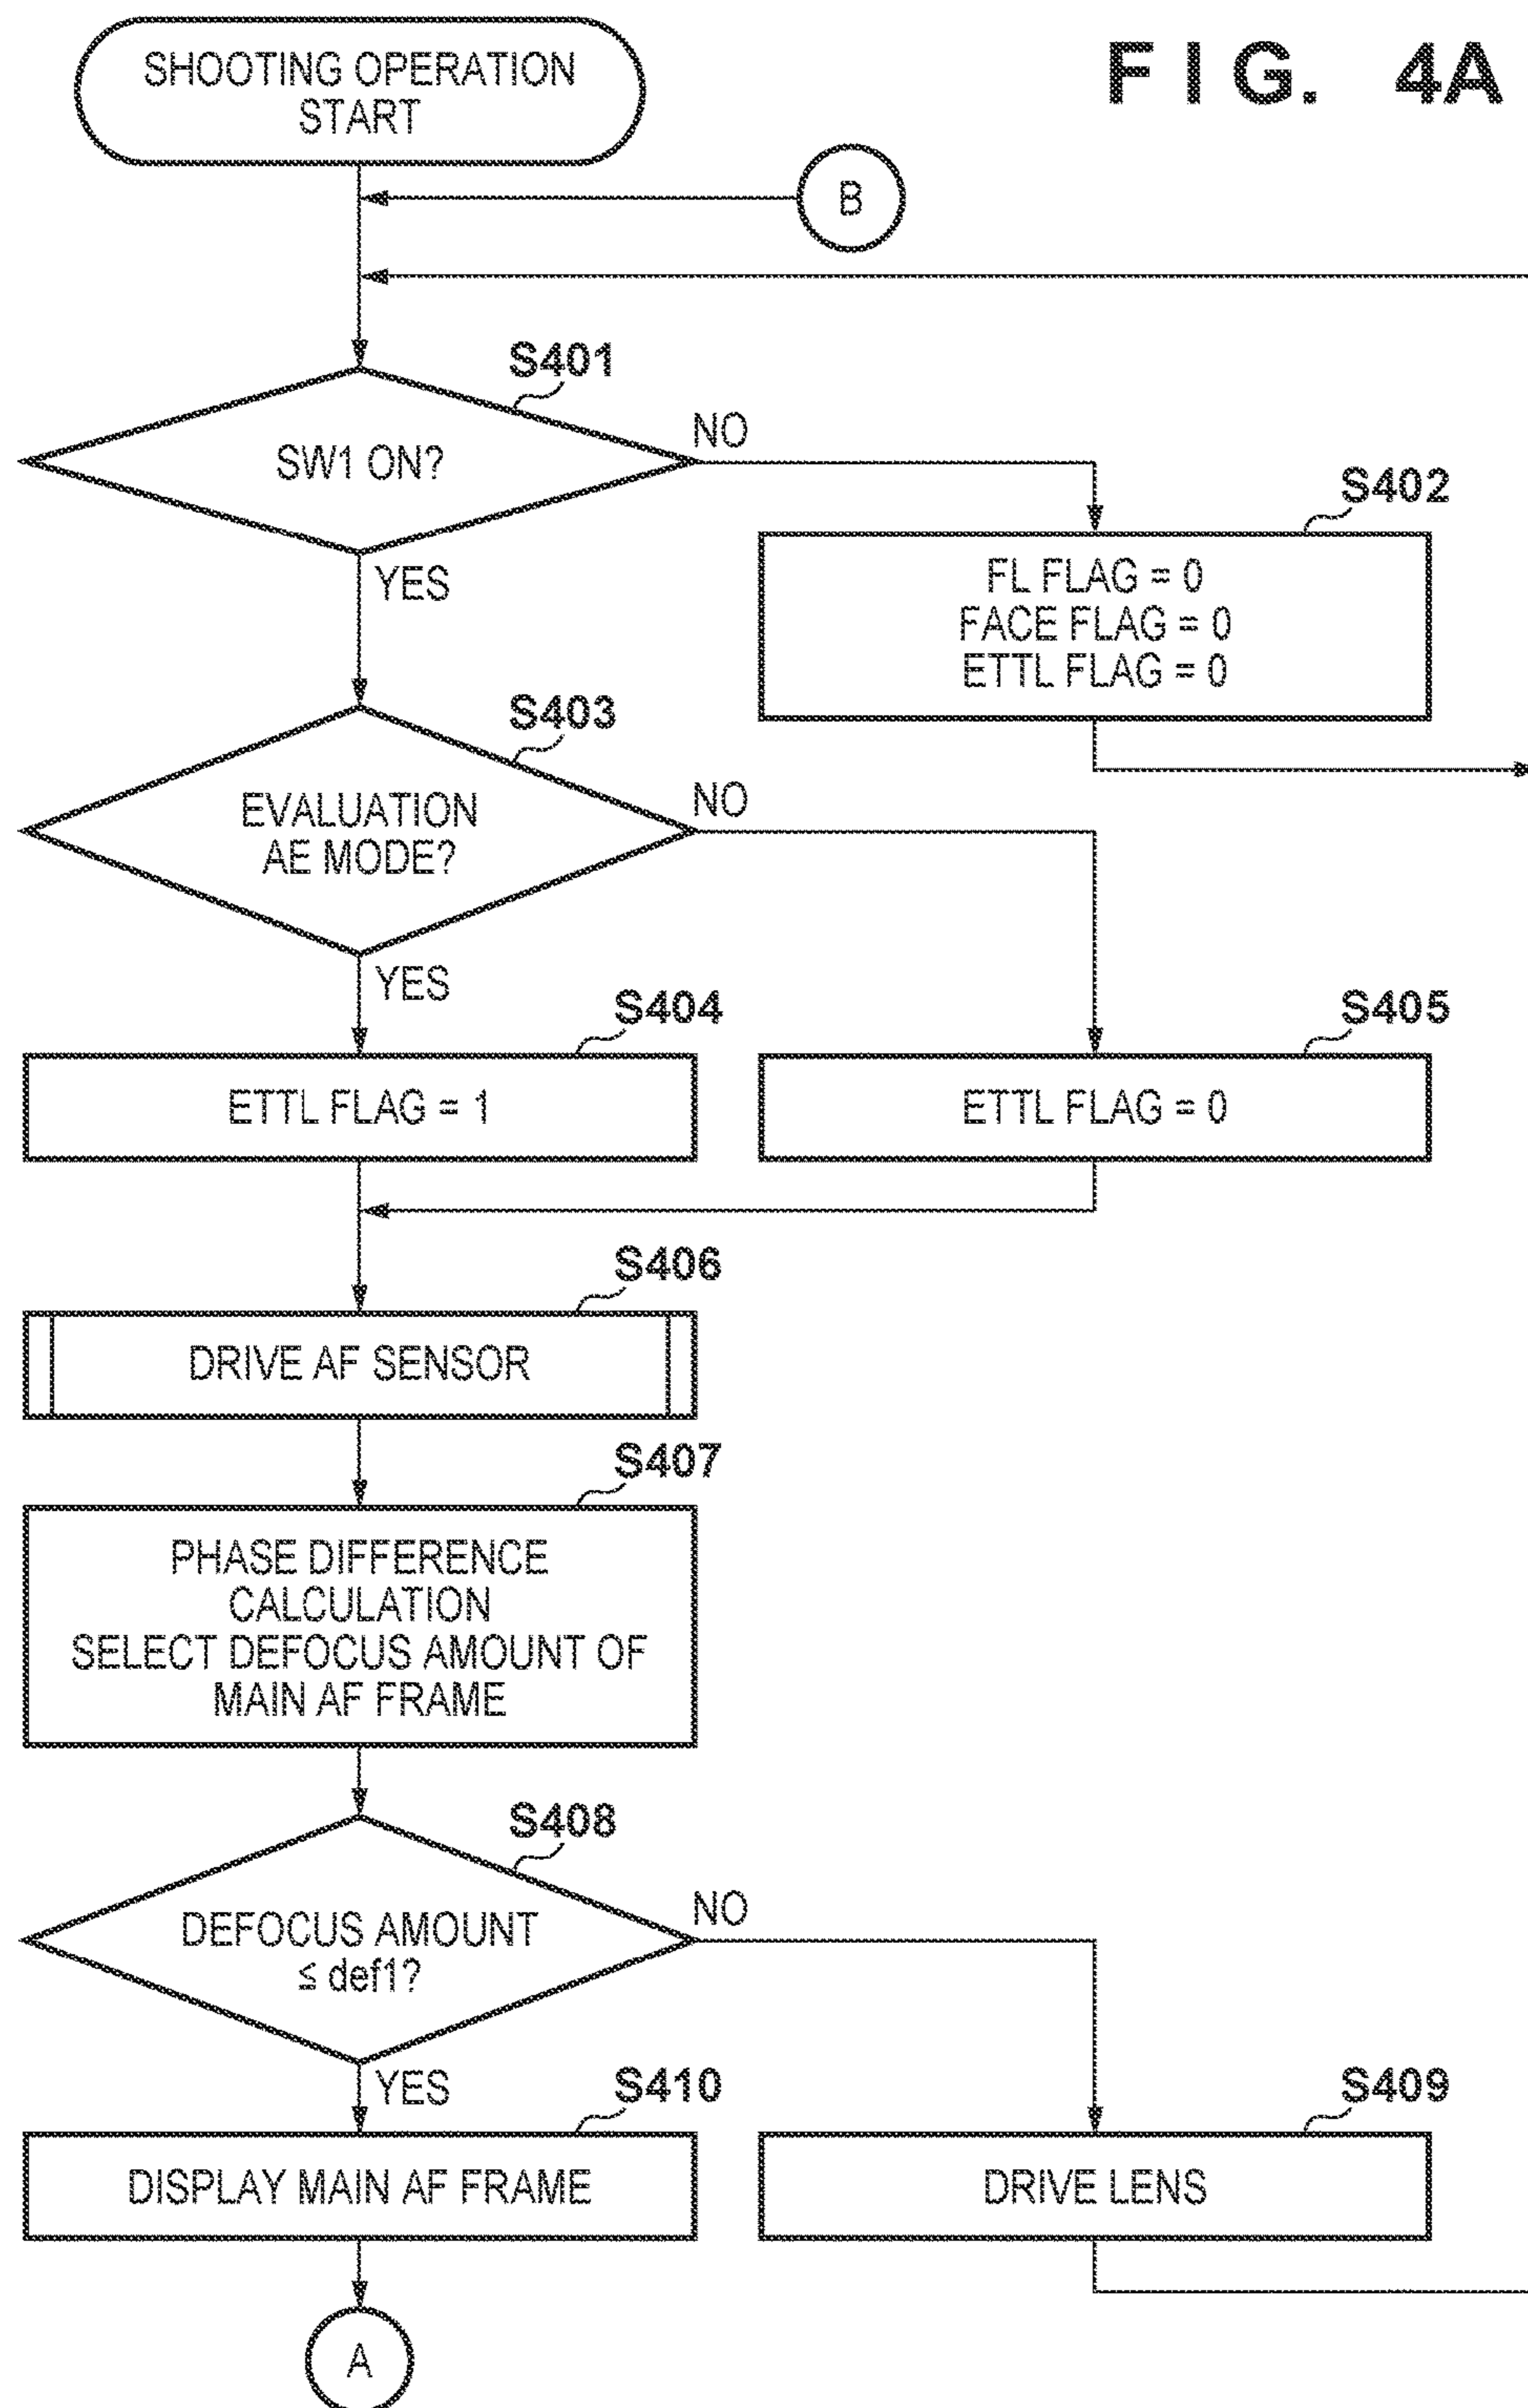 FIG. 4A
SHOOTING OPERATION
START
B
S401
SW1 ON?
NO
YES
S402
FL FLAG = 0
FACE FLAG = 0
ETTL FLAG = 0
S403
EVALUATION
AE MODE?
NO
YES
S404
ETTL FLAG = 1
S405
ETTL FLAG = 0
S406
DRIVE AF SENSOR
S407
PHASE DIFFERENCE
CALCULATION
SELECT DEFOCUS AMOUNT OF
MAIN AF FRAME
S408
DEFOCUS AMOUNT
≤ def1?
NO
YES
S410
DISPLAY MAIN AF FRAME
S409
DRIVE LENS
A